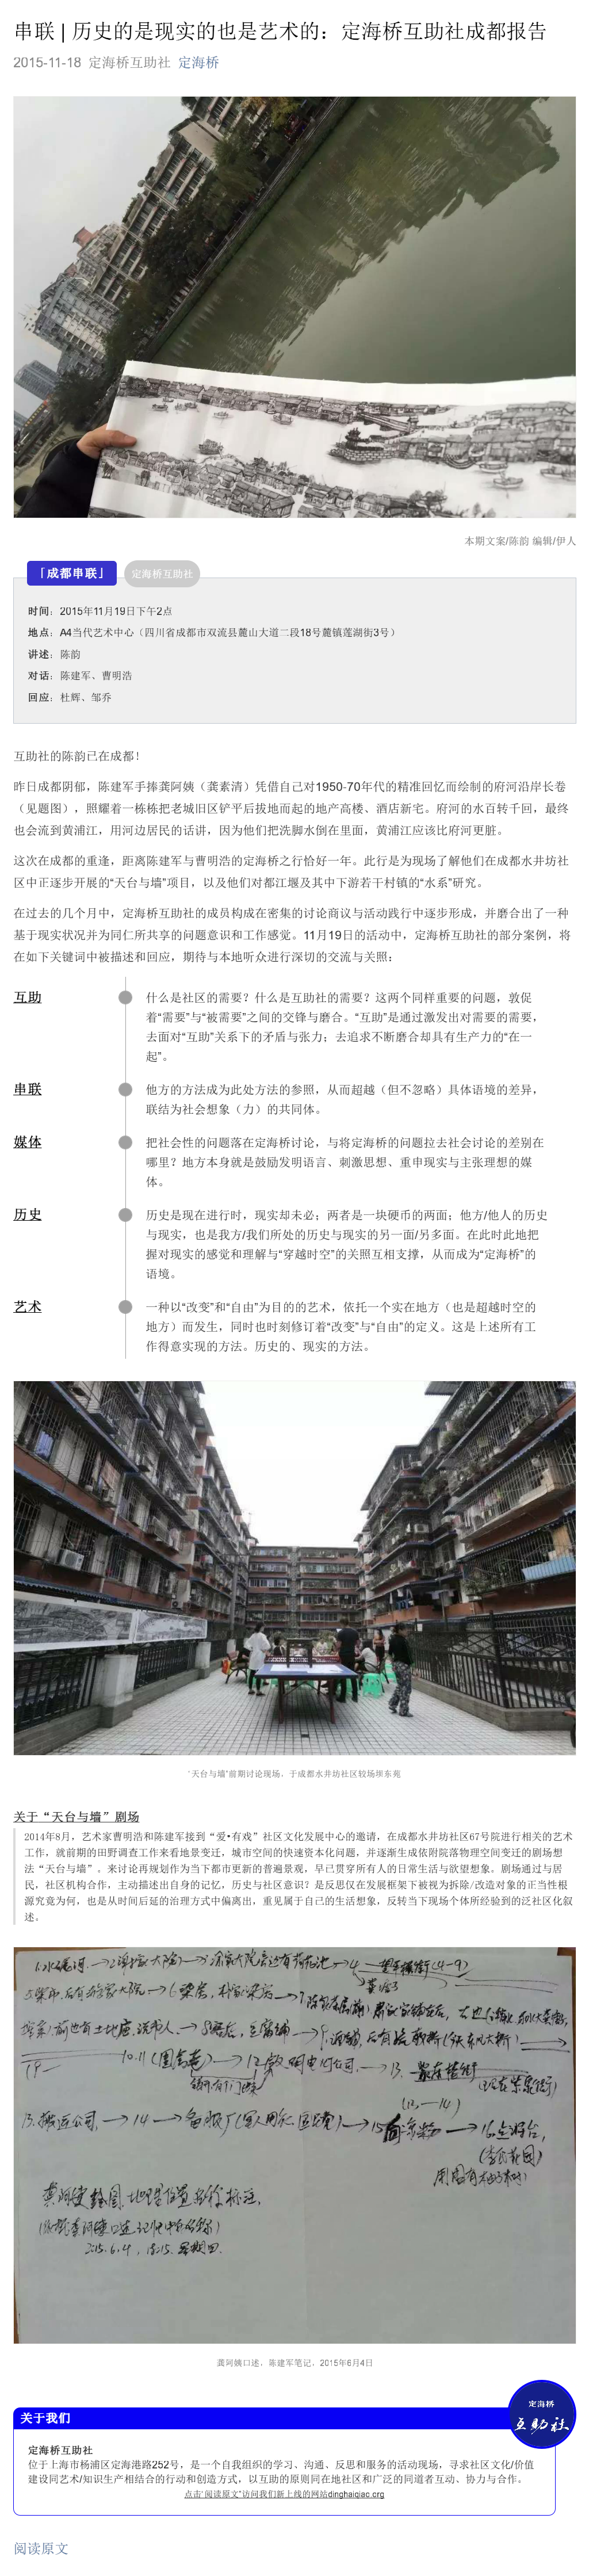 串联 | 历史的是现实的也是艺术的：定海桥互助社成都报告
2015-11-18 定海桥互助社 定海桥
本期文案/陈韵 编辑/伊人
「成都串联」 定海桥互助社
时间：2015年11月19日下午2点
地点：A4当代艺术中心（四川省成都市双流县麓山大道二段18号麓镇莲湖街3号）
讲述：陈韵
对话：陈建军、曹明浩
回应：杜辉、邹乔
互助社的陈韵已在成都！
昨日成都阴郁，陈建军手捧龚阿姨（龚素清）凭借自己对1950-70年代的精准回忆而绘制的府河沿岸长卷
（见题图），照耀着一栋栋把老城旧区铲平后拔地而起的地产高楼、酒店新宅。府河的水百转千回，最终
也会流到黄浦江，用河边居民的话讲，因为他们把洗脚水倒在里面，黄浦江应该比府河更脏。
这次在成都的重逢，距离陈建军与曹明浩的定海桥之行恰好一年。此行是为现场了解他们在成都水井坊社
区中正逐步开展的“天台与墙”项目，以及他们对都江堰及其中下游若干村镇的“水系”研究。
在过去的几个月中，定海桥互助社的成员构成在密集的讨论商议与活动践行中逐步形成，并磨合出了一种
基于现实状况并为同仁所共享的问题意识和工作感觉。11月19日的活动中，定海桥互助社的部分案例，将
在如下关键词中被描述和回应，期待与本地听众进行深切的交流与关照：
互助
什么是社区的需要？什么是互助社的需要？这两个同样重要的问题，敦促
着“需要”与“被需要”之间的交锋与磨合。“互助”是通过激发出对需要的需要，
去面对“互助”关系下的矛盾与张力；去追求不断磨合却具有生产力的“在一
起”。
串联
他方的方法成为此处方法的参照，从而超越（但不忽略）具体语境的差异，
联结为社会想象（力）的共同体。
媒体
把社会性的问题落在定海桥讨论，与将定海桥的问题拉去社会讨论的差别在
哪里？地方本身就是鼓励发明语言、刺激思想、重申现实与主张理想的媒
体。
历史
历史是现在进行时，现实却未必；两者是一块硬币的两面；他方/他人的历史
与现实，也是我方/我们所处的历史与现实的另一面/另多面。在此时此地把
握对现实的感觉和理解与“穿越时空”的关照互相支撑，从而成为“定海桥”的
语境。
艺术
一种以“改变”和“自由”为目的的艺术，依托一个实在地方（也是超越时空的
地方）而发生，同时也时刻修订着“改变”与“自由”的定义。这是上述所有工
作得意实现的方法。历史的、现实的方法。
“天台与墙”前期讨论现场，于成都水井坊社区较场坝东苑
关于“天台与墙”剧场
2014年8月，艺术家曹明浩和陈建军接到“爱•有戏”社区文化发展中心的邀请，在成都水井坊社区67号院进行相关的艺术
工作，就前期的田野调查工作来看地景变迁，城市空间的快速资本化问题，并逐渐生成依附院落物理空间变迁的剧场想
法“天台与墙”。来讨论再规划作为当下都市更新的普遍景观，早已贯穿所有人的日常生活与欲望想象。剧场通过与居
民，社区机构合作，主动描述出自身的记忆，历史与社区意识？是反思仅在发展框架下被视为拆除/改造对象的正当性根
源究竟为何，也是从时间后延的治理方式中偏离出，重见属于自己的生活想象，反转当下现场个体所经验到的泛社区化叙
述。
龚阿姨口述，陈建军笔记，2015年6月4日
定海桥
互助社
关于我们
定海桥互助社
位于上海市杨浦区定海港路252号，是一个自我组织的学习、沟通、反思和服务的活动现场，寻求社区文化/价值
建设同艺术/知识生产相结合的行动和创造方式，以互助的原则同在地社区和广泛的同道者互动、协力与合作。
点击“阅读原文”访问我们新上线的网站dinghaiqiao.org
阅读原文